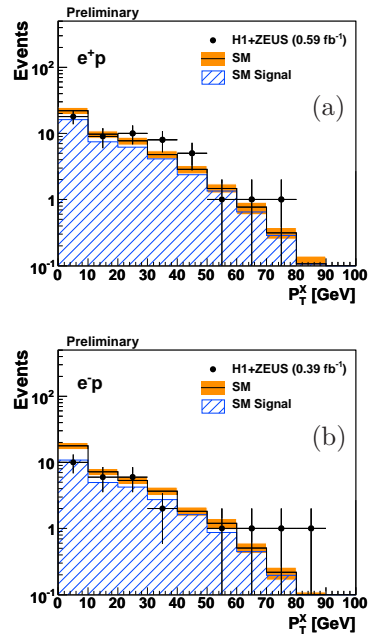 Preliminary
Events
e⁺p
H1+ZEUS (0.59 fb⁻¹)
SM
SM Signal
(a)
10²
10
1
10⁻¹
0 10 20 30 40 50 60 70 80 90 100
P_T^X [GeV]
Preliminary
Events
e⁻p
H1+ZEUS (0.39 fb⁻¹)
SM
SM Signal
(b)
10²
10
1
10⁻¹
0 10 20 30 40 50 60 70 80 90 100
P_T^X [GeV]